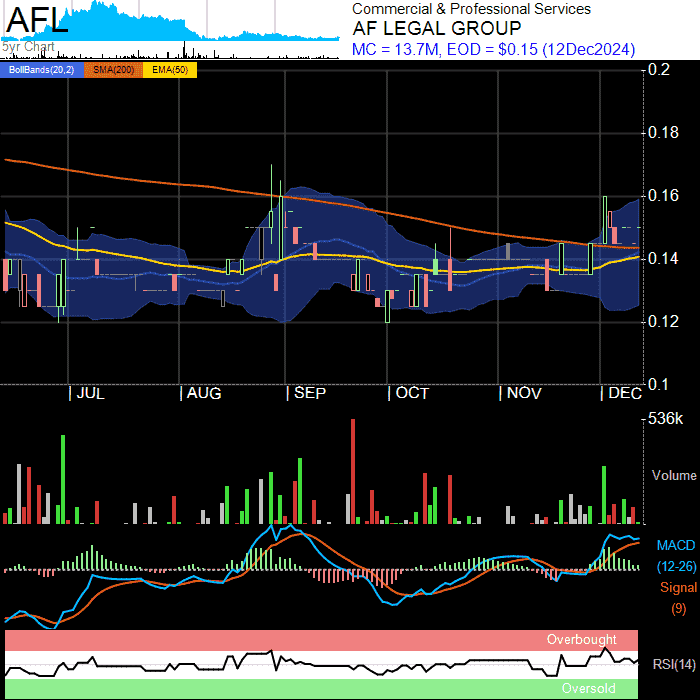 AFL
5yr Chart
Commercial & Professional Services
AF LEGAL GROUP
MC = 13.7M, EOD = $0.15 (12Dec2024)
BollBands(20,2) SMA(200) EMA(50)
0.2
0.18
0.16
0.14
0.12
0.1
JUL AUG SEP OCT NOV DEC
536k
Volume
MACD
(12-26)
Signal
(9)
Overbought
RSI(14)
Oversold